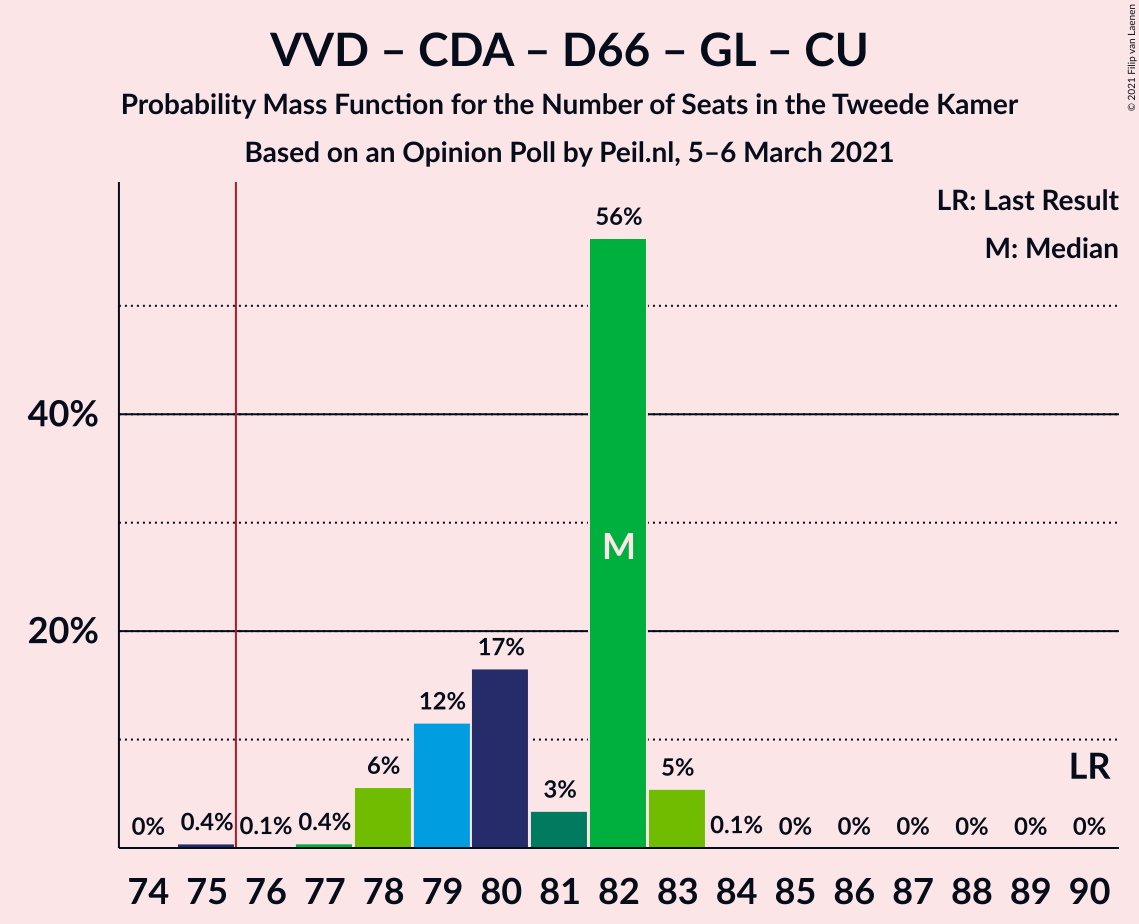 VVD – CDA – D66 – GL – CU
Probability Mass Function for the Number of Seats in the Tweede Kamer
Based on an Opinion Poll by Peil.nl, 5–6 March 2021
© 2021 Filip van Laenen
LR: Last Result
M: Median
56%
40%
M
20%
17%
12%
6%
5%
LR
3%
0% 0.4% 0.1% 0.4% 0.1% 0% 0% 0% 0% 0% 0%
74 75 76 77 78 79 80 81 82 83 84 85 86 87 88 89 90